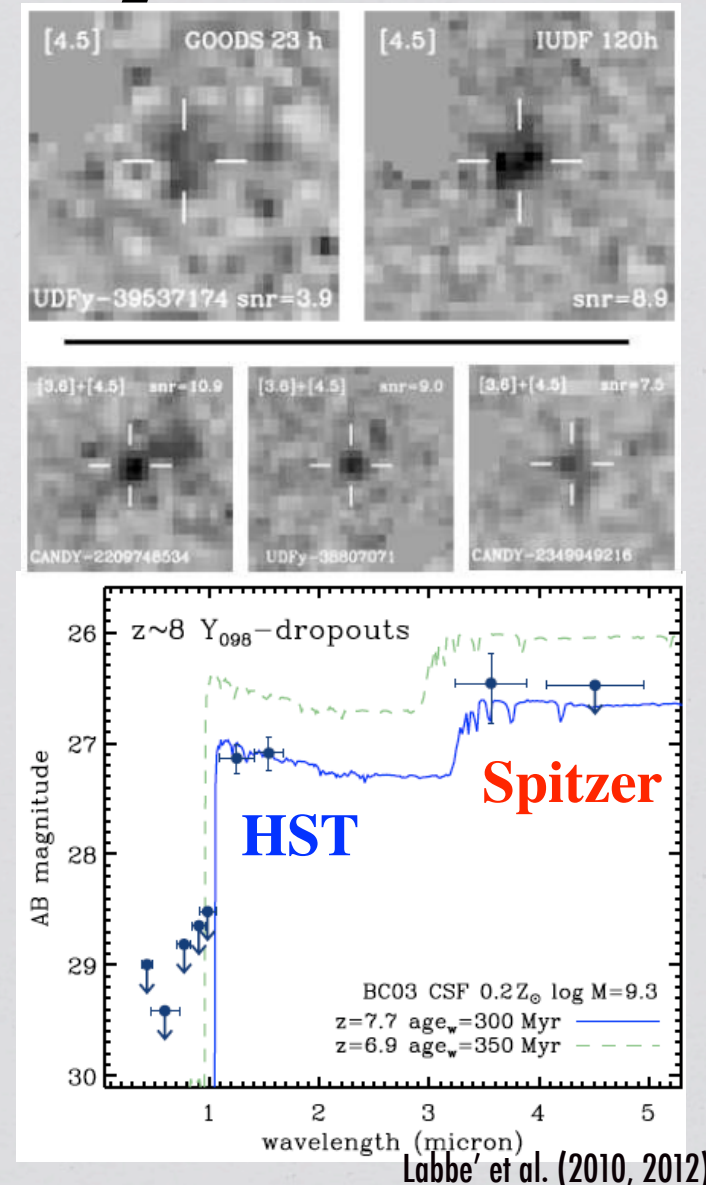 [4.5] GOODS 23 h
[4.5] IUDF 120h
UDFy-39537174 snr=3.9
snr=8.9
[3.6]+[4.5] snr=10.9
[3.6]+[4.5] snr=9.0
[3.6]+[4.5] snr=7.5
CANDY-2209748534
UDFy-38807071
CANDY-2349949216
z~8 Y098-dropouts
Spitzer
HST
BC03 CSF 0.2Z⊙ log M=9.3
z=7.7 age_w=300 Myr
z=6.9 age_w=350 Myr
AB magnitude
26
27
28
29
30
1 2 3 4 5
wavelength (micron)
Labbe' et al. (2010, 2012)